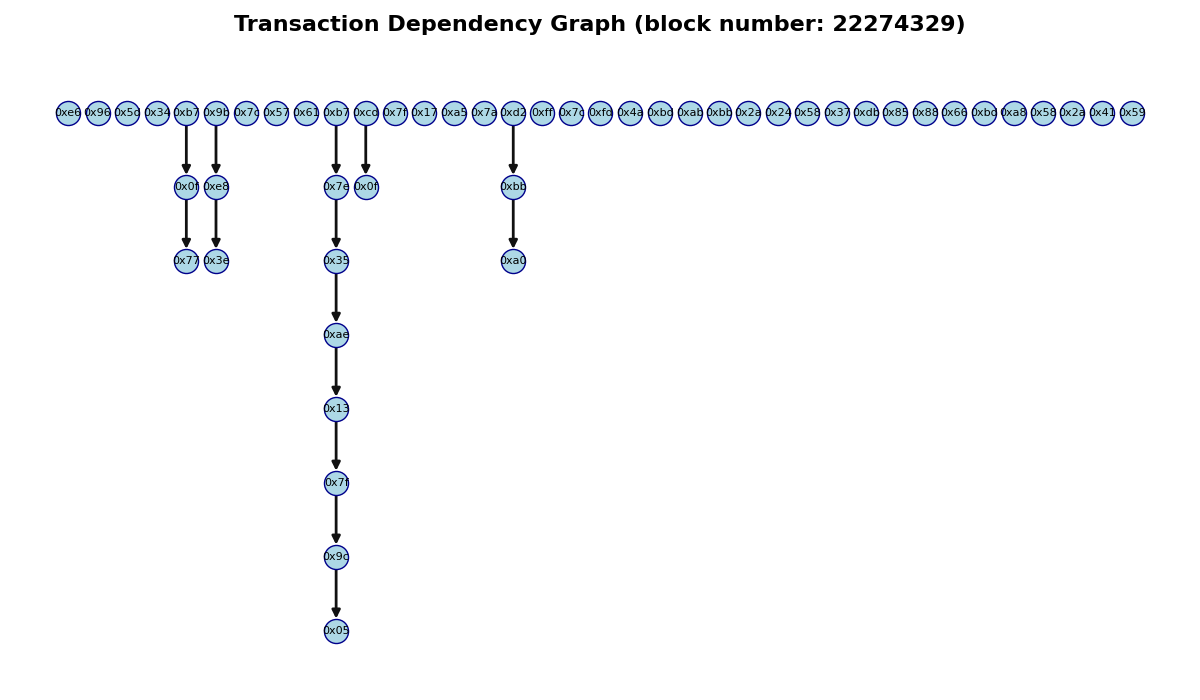 Transaction Dependency Graph (block number: 22274329)
0xe6 0x96 0x5d 0x34 0xb7 0x9b 0x7c 0x57 0x61 0xb7 0xcd 0x7f 0x17 0xa5 0x7a 0xd2 0xff 0x7c 0xfd 0x4a 0xbd 0xab 0xbb 0x2a 0x24 0x58 0x37 0xdb 0x85 0x88 0x66 0xbd 0xa8 0x58 0x2a 0x41 0x59
0x0f 0xe8 0x7e 0x0f 0xbb
0x77 0x3e 0x35 0xa0
0xae
0x13
0x7f
0x9c
0x05